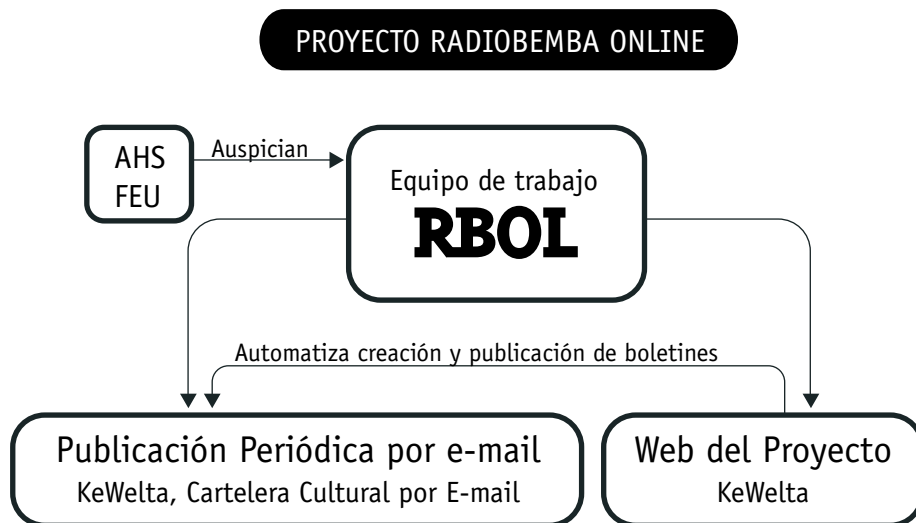 PROYECTO RADIOBEMBA ONLINE
AHS
FEU
Auspician
Equipo de trabajo
RBOL
Automatiza creación y publicación de boletines
Publicación Periódica por e-mail
KeWelta, Cartelera Cultural por E-mail
Web del Proyecto
KeWelta